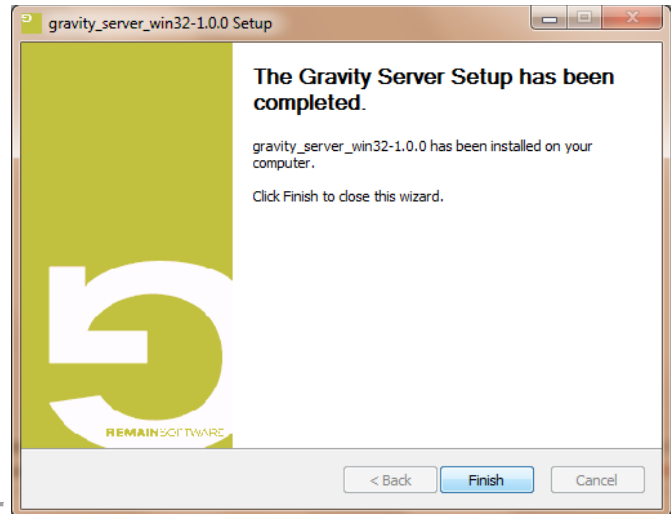 gravity_server_win32-1.0.0 Setup
The Gravity Server Setup has been
completed.
gravity_server_win32-1.0.0 has been installed on your
computer.
Click Finish to close this wizard.
REMAINSOFTWARE
< Back
Finish
Cancel